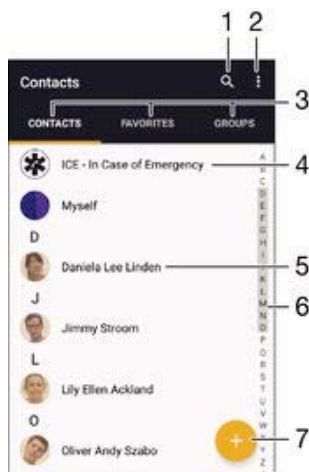 1 2
Contacts
3
CONTACTS FAVORITES GROUPS
ICE - In Case of Emergency 4
Myself
D
Daniela Lee Linden 5
J
Jimmy Stroom 6
L
Lily Ellen Ackland
O
Oliver Andy Szabo + 7
A
B
C
D
E
F
G
H
I
J
K
L
M
N
O
P
Q
R
S
T
U
V
W
X
Y
Z